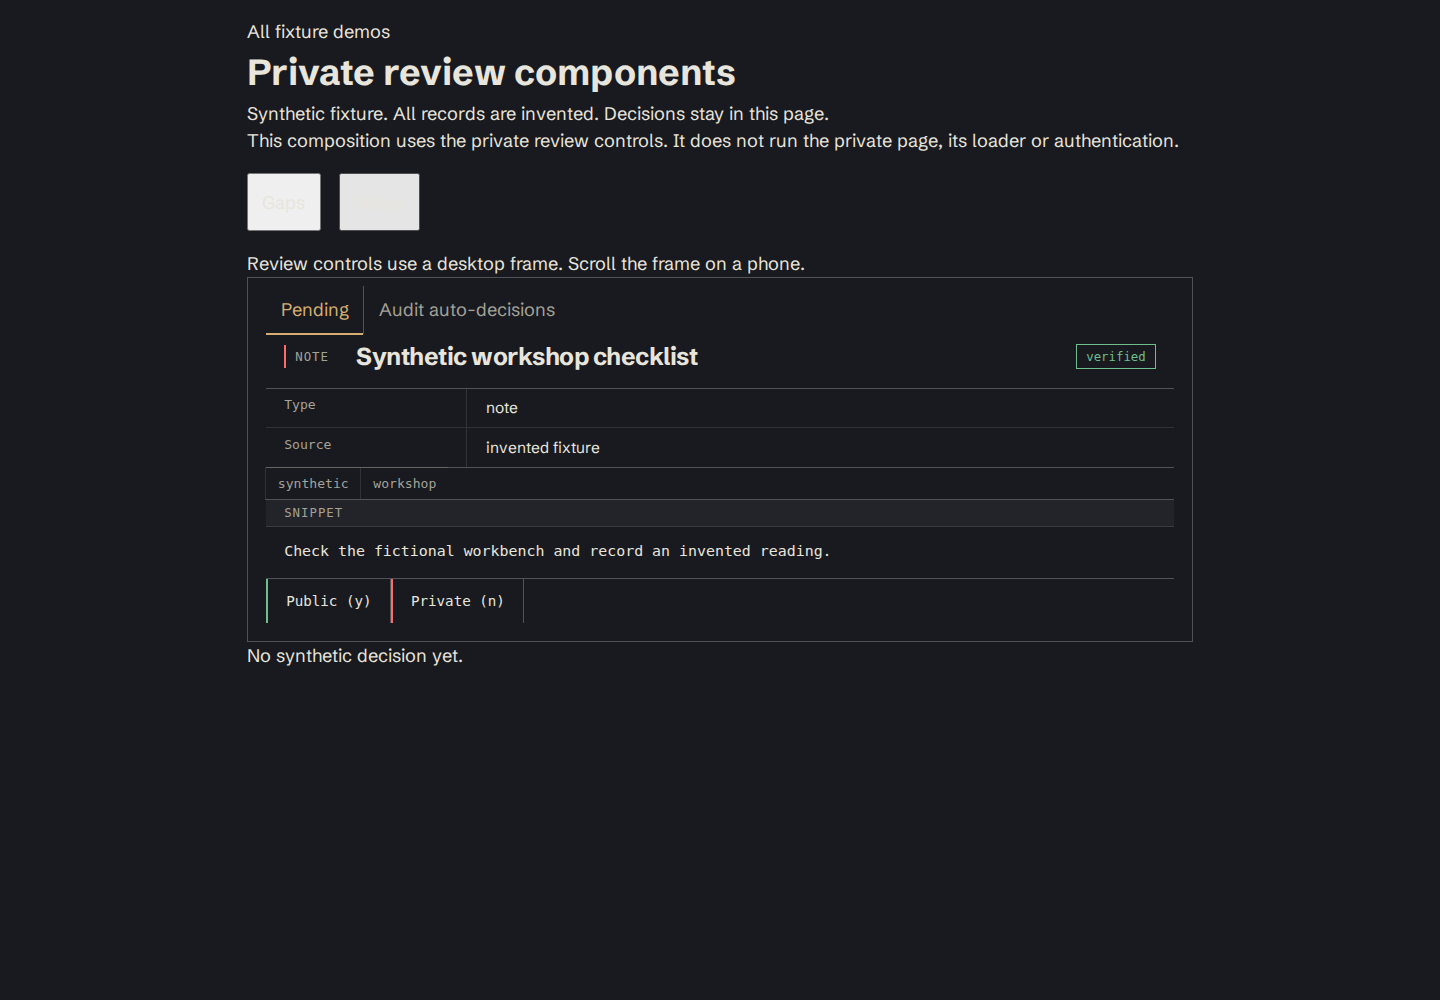 All fixture demos
Private review components
Synthetic fixture. All records are invented. Decisions stay in this page.
This composition uses the private review controls. It does not run the private page, its loader or authentication.
Gaps
Review controls use a desktop frame. Scroll the frame on a phone.
Pending Audit auto-decisions
NOTE Synthetic workshop checklist verified
Type note
Source invented fixture
synthetic workshop
SNIPPET
Check the fictional workbench and record an invented reading.
Public (y) Private (n)
No synthetic decision yet.